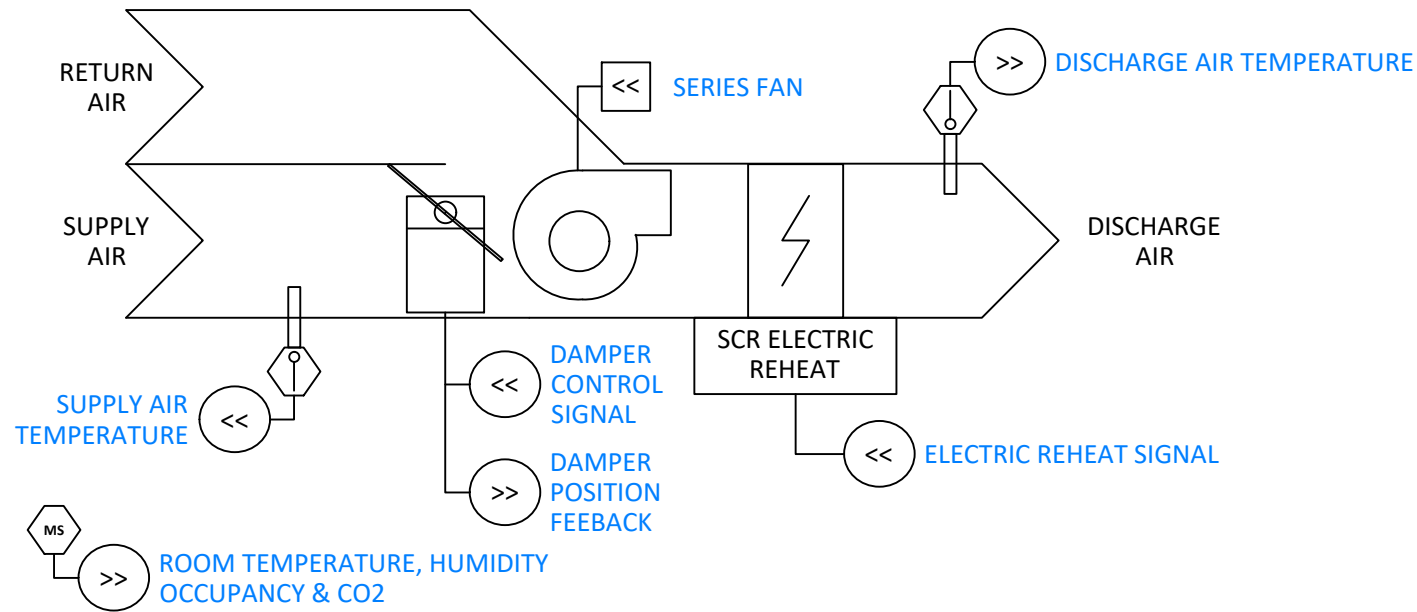 RETURN
AIR
<<
SERIES FAN
>>
DISCHARGE AIR TEMPERATURE
SUPPLY
AIR
DISCHARGE
AIR
SCR ELECTRIC
REHEAT
SUPPLY AIR
TEMPERATURE
<<
<<
DAMPER
CONTROL
SIGNAL
<<
ELECTRIC REHEAT SIGNAL
>>
DAMPER
POSITION
FEEBACK
MS
>>
ROOM TEMPERATURE, HUMIDITY
OCCUPANCY & CO2